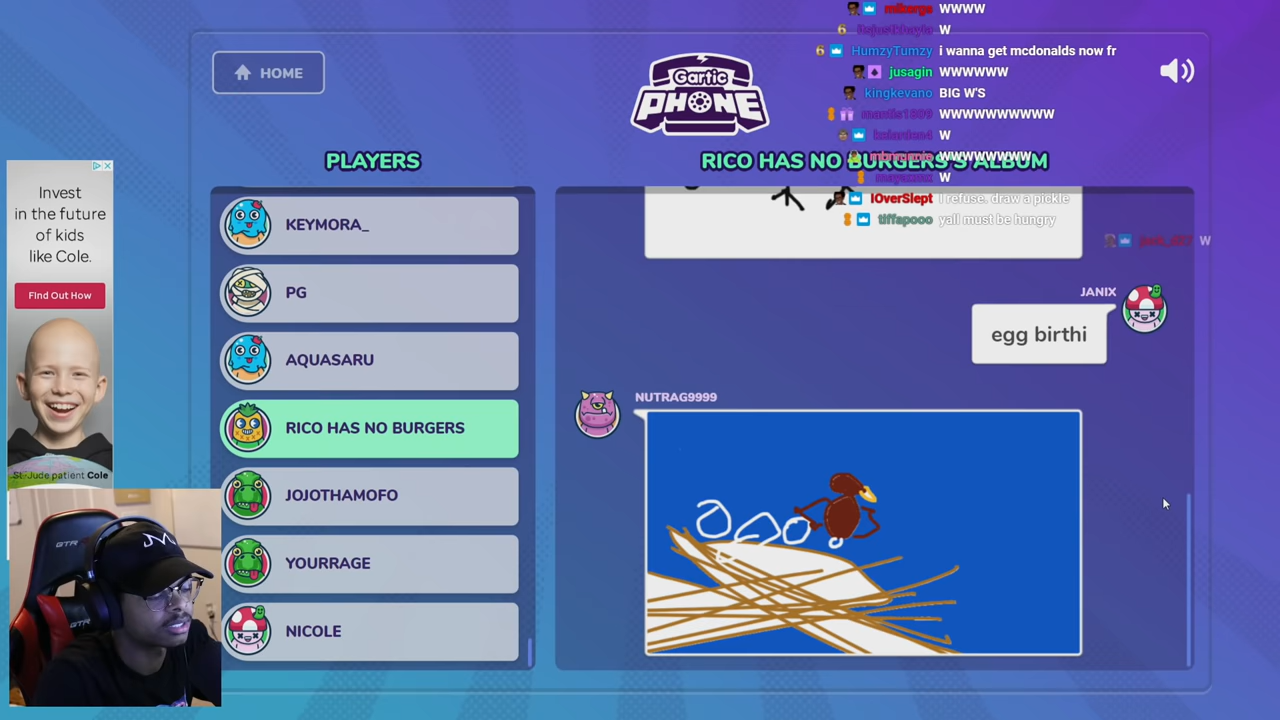 WWWW
W
HOME
HumzyTumzy i wanna get mcdonalds now fr
Gartic
PHONE
jusagin WWWWWW
kingkevano BIG W'S
WWWWWWWWWW
W
PLAYERS
RICO HAS NO BURGERS'S ALBUM
WWWWWWWW
W
IOverSlept I refuse. draw a pickle
tiffapooo yall must be hungry
W
Invest
in the future
of kids
like Cole.
Find Out How
St. Jude patient Cole
KEYMORA_
PG
AQUASARU
RICO HAS NO BURGERS
JOJOTHAMOFO
YOURRAGE
NICOLE
JANIX
egg birthi
NUTRAG9999
GTR
GTR